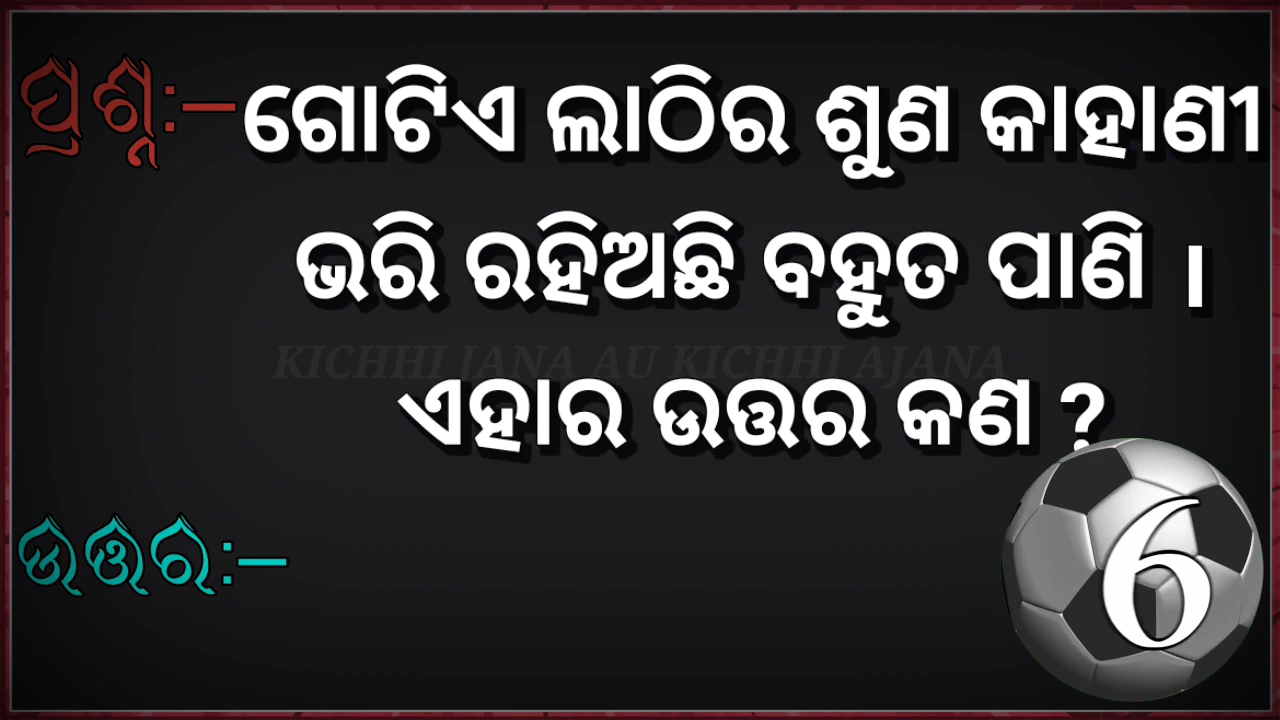 ପ୍ରଶ୍ନ:– ଗୋଟିଏ ଲାଠିର ଶୁଣ କାହାଣୀ
ଭରି ରହିଅଛି ବହୁତ ପାଣି ।
KICHHI JANA AU KICHHI AJANA
ଏହାର ଉତ୍ତର କଣ ?
ଉତ୍ତର:–
6